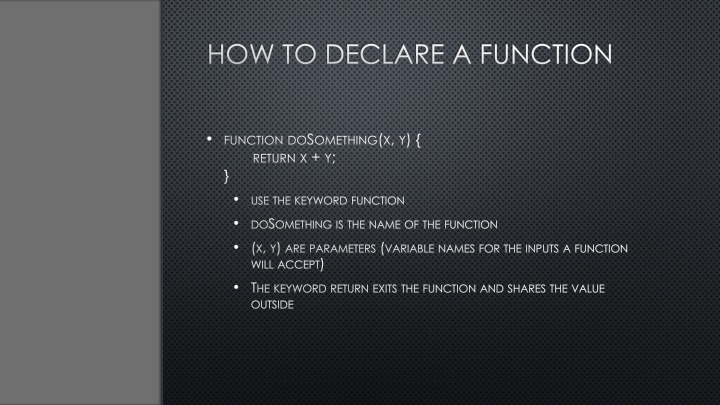 HOW TO DECLARE A FUNCTION
• function doSomething(x, y) {
return x + y;
}
• use the keyword function
• doSomething is the name of the function
• (x, y) are parameters (variable names for the inputs a function
will accept)
• The keyword return exits the function and shares the value
outside